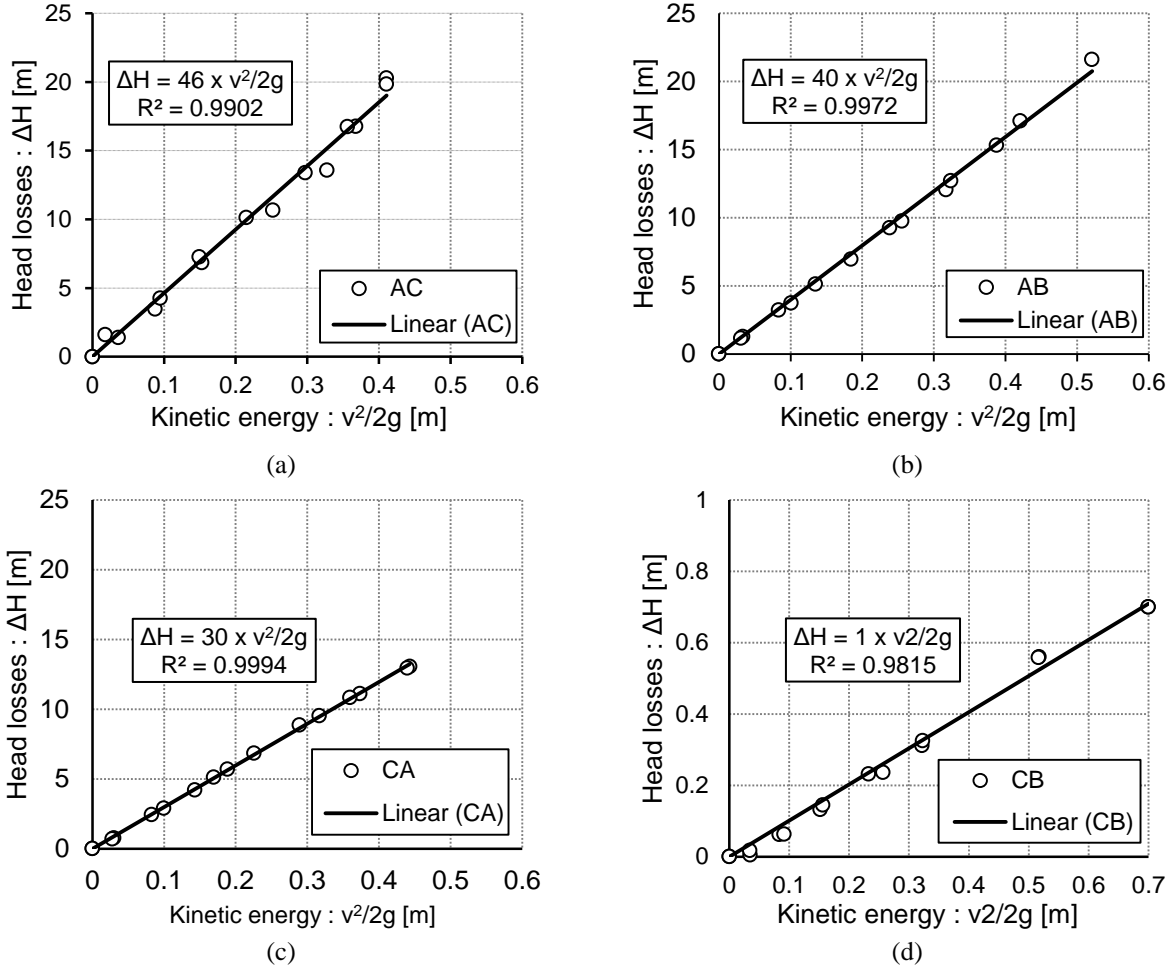 Head losses : ΔH [m]
25
20
15
10
5
0
ΔH = 46 x v²/2g
R² = 0.9902
AC
Linear (AC)
0 0.1 0.2 0.3 0.4 0.5 0.6
Kinetic energy : v²/2g [m]
(a)
Head losses : ΔH [m]
25
20
15
10
5
0
ΔH = 40 x v²/2g
R² = 0.9972
AB
Linear (AB)
0 0.1 0.2 0.3 0.4 0.5 0.6
Kinetic energy : v²/2g [m]
(b)
Head losses : ΔH [m]
25
20
15
10
5
0
ΔH = 30 x v²/2g
R² = 0.9994
CA
Linear (CA)
0 0.1 0.2 0.3 0.4 0.5 0.6
Kinetic energy : v²/2g [m]
(c)
Head losses : ΔH [m]
1
0.8
0.6
0.4
0.2
0
ΔH = 1 x v2/2g
R² = 0.9815
CB
Linear (CB)
0 0.1 0.2 0.3 0.4 0.5 0.6 0.7
Kinetic energy : v2/2g [m]
(d)